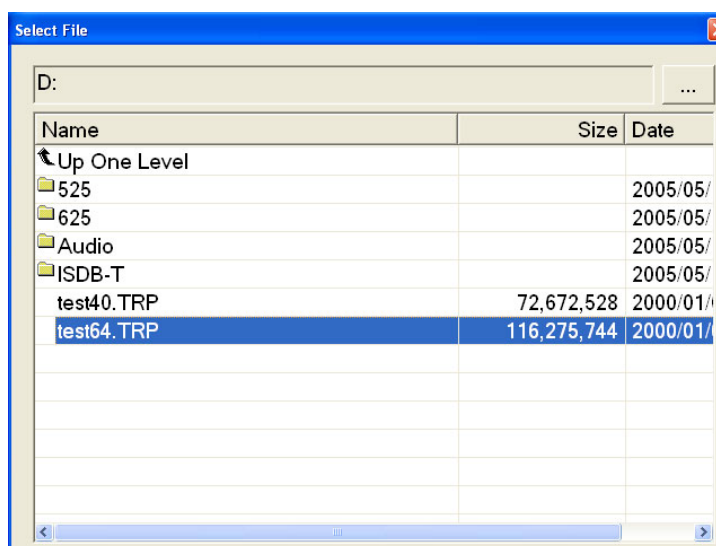 Select File
D:
...
Name Size Date
Up One Level
525 2005/05/
625 2005/05/
Audio 2005/05/
ISDB-T 2005/05/
test40.TRP 72,672,528 2000/01/
test64.TRP 116,275,744 2000/01/